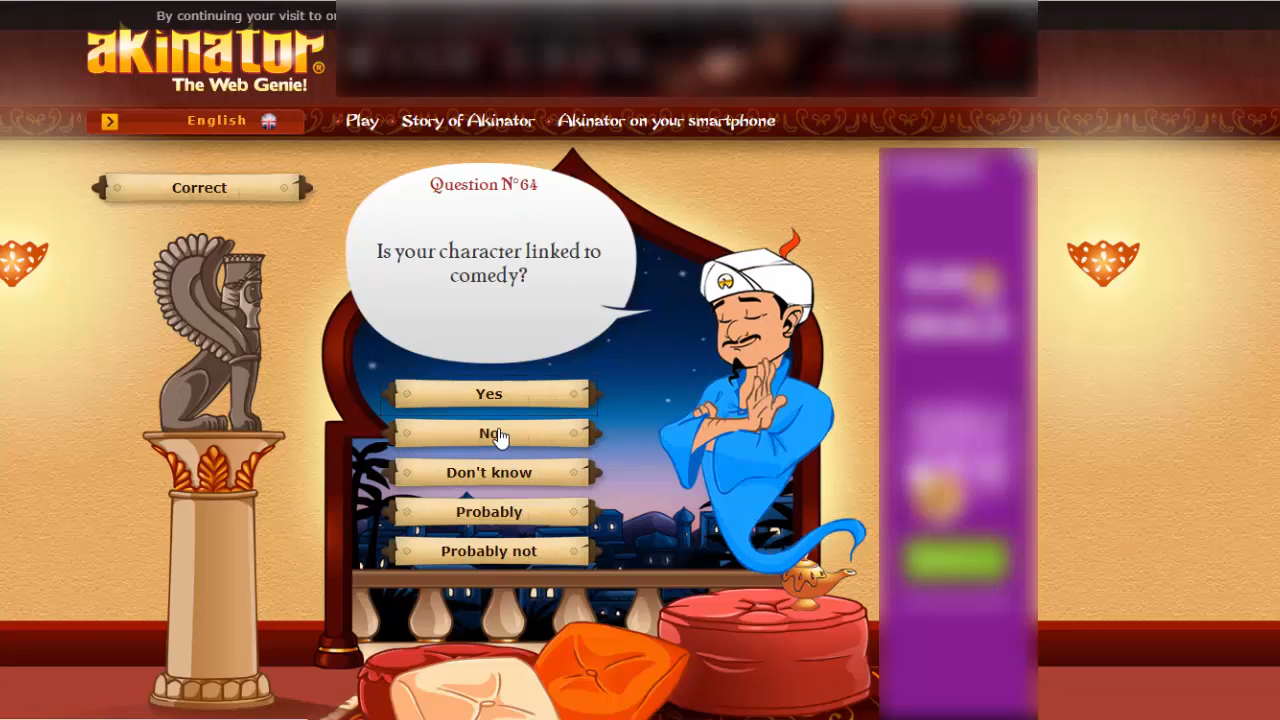 By continuing your visit to ou
akinator®
The Web Genie!
English
Play
Story of Akinator
Akinator on your smartphone
Correct
Question N°64
Is your character linked to
comedy?
Yes
No
Don't know
Probably
Probably not